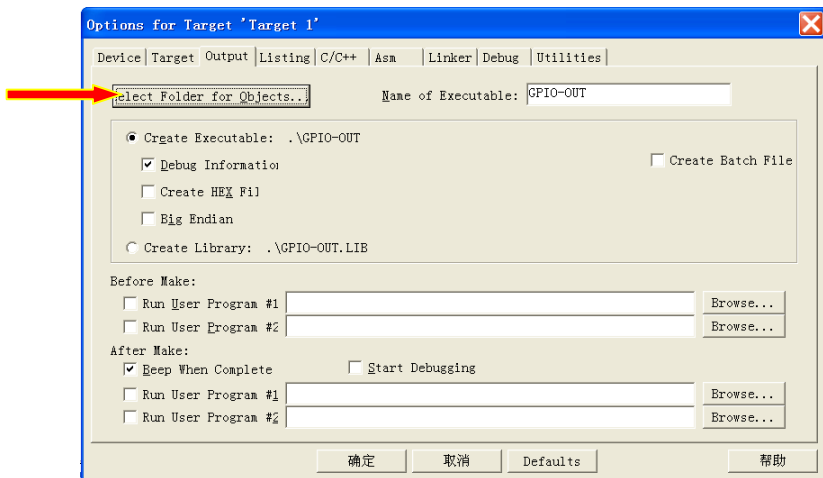 Options for Target 'Target 1'
Device Target Output Listing C/C++ Asm Linker Debug Utilities
elect Folder for Objects... Name of Executable: GPIO-OUT
Create Executable: .\GPIO-OUT
Debug Informatio
Create Batch File
Create HEX Fil
Big Endian
Create Library: .\GPIO-OUT.LIB
Before Make:
Run User Program #1 Browse...
Run User Program #2 Browse...
After Make:
Beep When Complete Start Debugging
Run User Program #1 Browse...
Run User Program #2 Browse...
确定 取消 Defaults 帮助